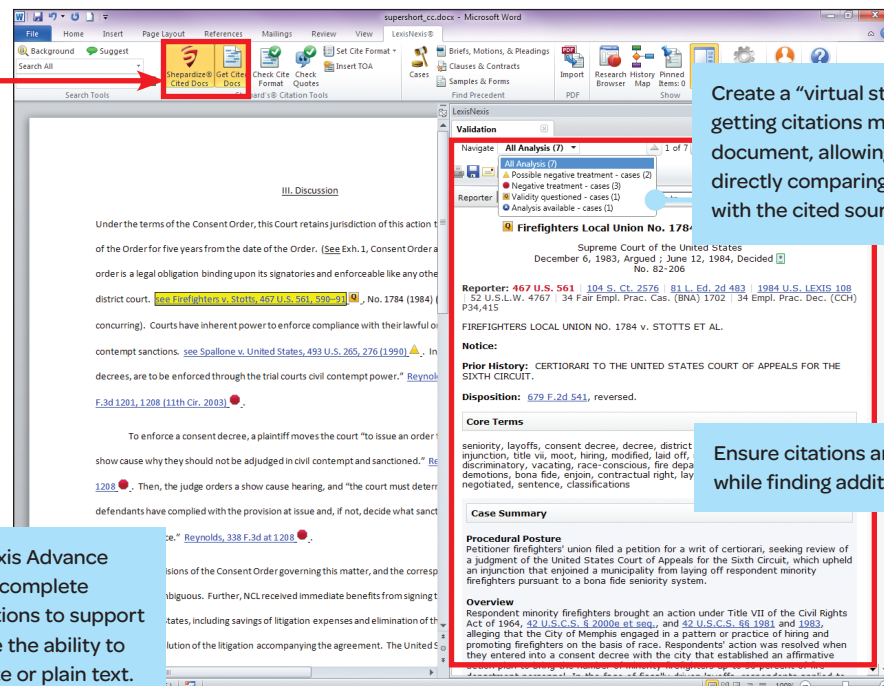 supershort_cc.docx - Microsoft Word
File Home Insert Page Layout References Mailings Review View LexisNexis®
Background Suggest
Search All
Search Tools
Shepardize® Cited Docs
Get Cited Docs
Check Cite Format
Check Quotes
Set Cite Format
Insert TOA
ard's® Citation Tools
Cases
Briefs, Motions, & Pleadings
Clauses & Contracts
Samples & Forms
Find Precedent
Import
PDF
Research Browser
History Map
Pinned Items: 0
Show
Create a “virtual st
getting citations m
document, allowing
directly comparing
with the cited sour
LexisNexis
Validation
Navigate All Analysis (7) 1 of 7
All Analysis (7)
Possible negative treatment - cases (2)
Negative treatment - cases (3)
Validity questioned - cases (1)
Analysis available - cases (1)
Reporter
Q Firefighters Local Union No. 1784
Supreme Court of the United States
December 6, 1983, Argued ; June 12, 1984, Decided
No. 82-206
Reporter: 467 U.S. 561 | 104 S. Ct. 2576 | 81 L. Ed. 2d 483 | 1984 U.S. LEXIS 108
| 52 U.S.L.W. 4767 | 34 Fair Empl. Prac. Cas. (BNA) 1702 | 34 Empl. Prac. Dec. (CCH)
P34,415
FIREFIGHTERS LOCAL UNION NO. 1784 v. STOTTS ET AL.
Notice:
Prior History: CERTIORARI TO THE UNITED STATES COURT OF APPEALS FOR THE
SIXTH CIRCUIT.
Disposition: 679 F.2d 541, reversed.
Core Terms
seniority, layoffs, consent decree, decree, district
injunction, title vii, moot, hiring, modified, laid off,
discriminatory, vacating, race-conscious, fire depa
demotions, bona fide, enjoin, contractual right, lay
negotiated, sentence, classifications
Ensure citations ar
while finding addit
Case Summary
Procedural Posture
Petitioner firefighters' union filed a petition for a writ of certiorari, seeking review of
a judgment of the United States Court of Appeals for the Sixth Circuit, which upheld
an injunction that enjoined a municipality from laying off respondent minority
firefighters pursuant to a bona fide seniority system.
Overview
Respondent minority firefighters brought an action under Title VII of the Civil Rights
Act of 1964, 42 U.S.C.S. § 2000e et seq., and 42 U.S.C.S. §§ 1981 and 1983,
alleging that the City of Memphis engaged in a pattern or practice of hiring and
promoting firefighters on the basis of race. Respondents' action was resolved when
they entered into a consent decree with the city that established an affirmative
III. Discussion
Under the terms of the Consent Order, this Court retains jurisdiction of this action t
of the Order for five years from the date of the Order. (See Exh. 1, Consent Order a
order is a legal obligation binding upon its signatories and enforceable like any othe
district court. see Firefighters v. Stotts, 467 U.S. 561, 590–91 Q , No. 1784 (1984) (
concurring). Courts have inherent power to enforce compliance with their lawful o
contempt sanctions. see Spallone v. United States, 493 U.S. 265, 276 (1990) . In
decrees, are to be enforced through the trial courts civil contempt power.” Reynol
F.3d 1201, 1208 (11th Cir. 2003) .
To enforce a consent decree, a plaintiff moves the court “to issue an order
show cause why they should not be adjudged in civil contempt and sanctioned.” Re
1208 . Then, the judge orders a show cause hearing, and “the court must deter
defendants have complied with the provision at issue and, if not, decide what sanct
ce.” Reynolds, 338 F.3d at 1208 .
isions of the Consent Order governing this matter, and the corresp
biguous. Further, NCL received immediate benefits from signing t
states, including savings of litigation expenses and elimination of th
lution of the litigation accompanying the agreement. The United S
xis Advance
complete
tions to support
e the ability to
te or plain text.
100%